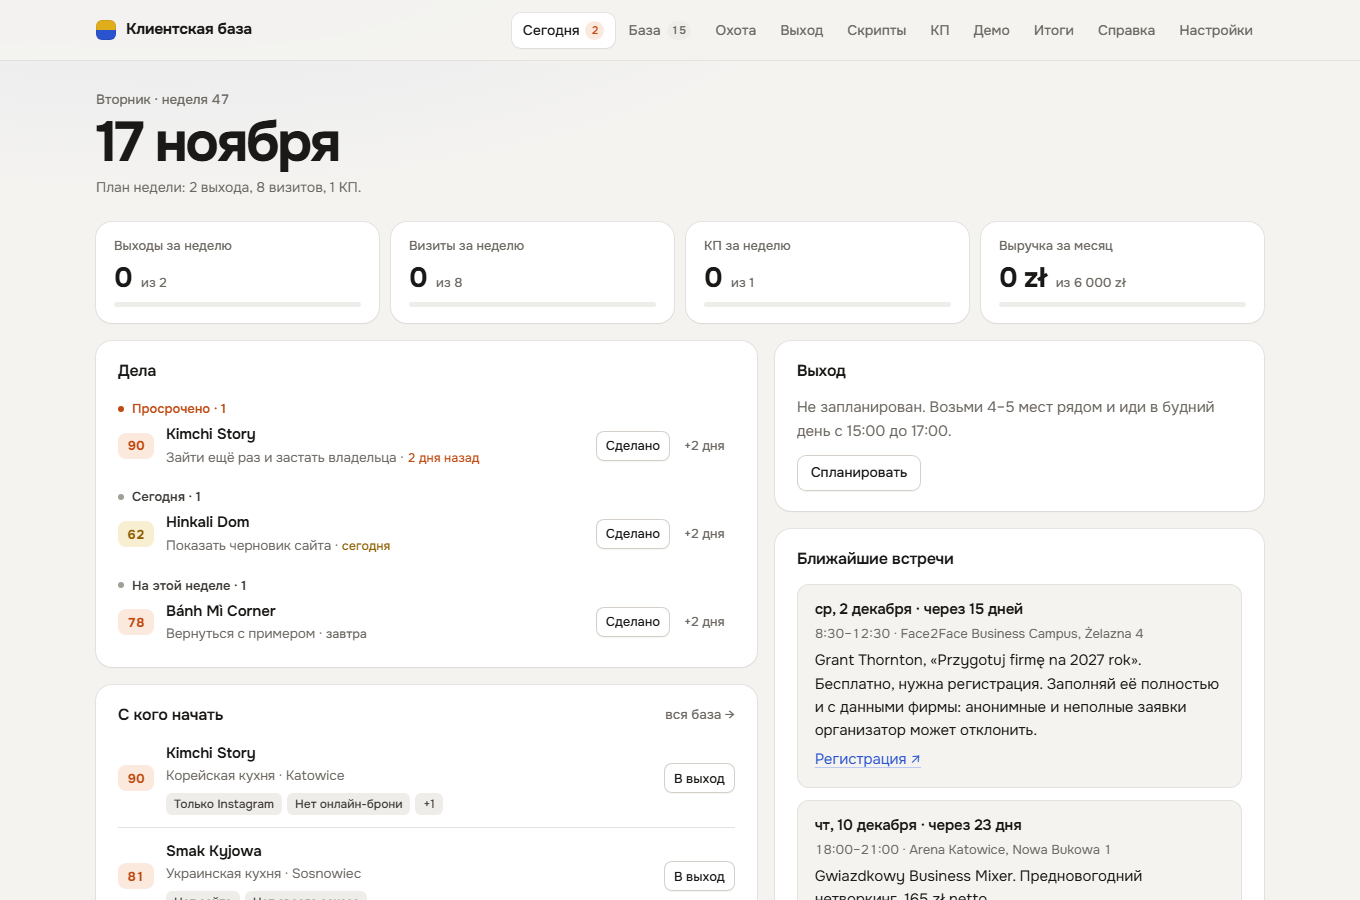 Клиентская база
Сегодня 2
База 15
Охота
Выход
Скрипты
КП
Демо
Итоги
Справка
Настройки
Вторник · неделя 47
17 ноября
План недели: 2 выхода, 8 визитов, 1 КП.
Выходы за неделю
0 из 2
Визиты за неделю
0 из 8
КП за неделю
0 из 1
Выручка за месяц
0 zł из 6 000 zł
Дела
Просрочено · 1
90
Kimchi Story
Зайти ещё раз и застать владельца · 2 дня назад
Сделано
+2 дня
Сегодня · 1
62
Hinkali Dom
Показать черновик сайта · сегодня
Сделано
+2 дня
На этой неделе · 1
78
Bánh Mì Corner
Вернуться с примером · завтра
Сделано
+2 дня
С кого начать
вся база →
90
Kimchi Story
Корейская кухня · Katowice
Только Instagram
Нет онлайн-брони
+1
В выход
81
Smak Kyjowa
Украинская кухня · Sosnowiec
В выход
Выход
Не запланирован. Возьми 4–5 мест рядом и иди в будний
день с 15:00 до 17:00.
Спланировать
Ближайшие встречи
ср, 2 декабря · через 15 дней
8:30–12:30 · Face2Face Business Campus, Żelazna 4
Grant Thornton, «Przygotuj firmę na 2027 rok».
Бесплатно, нужна регистрация. Заполняй её полностью
и с данными фирмы: анонимные и неполные заявки
организатор может отклонить.
Регистрация ↗
чт, 10 декабря · через 23 дня
18:00–21:00 · Arena Katowice, Nowa Bukowa 1
Gwiazdkowy Business Mixer. Предновогодний
нетворкинг, 165 zł netto